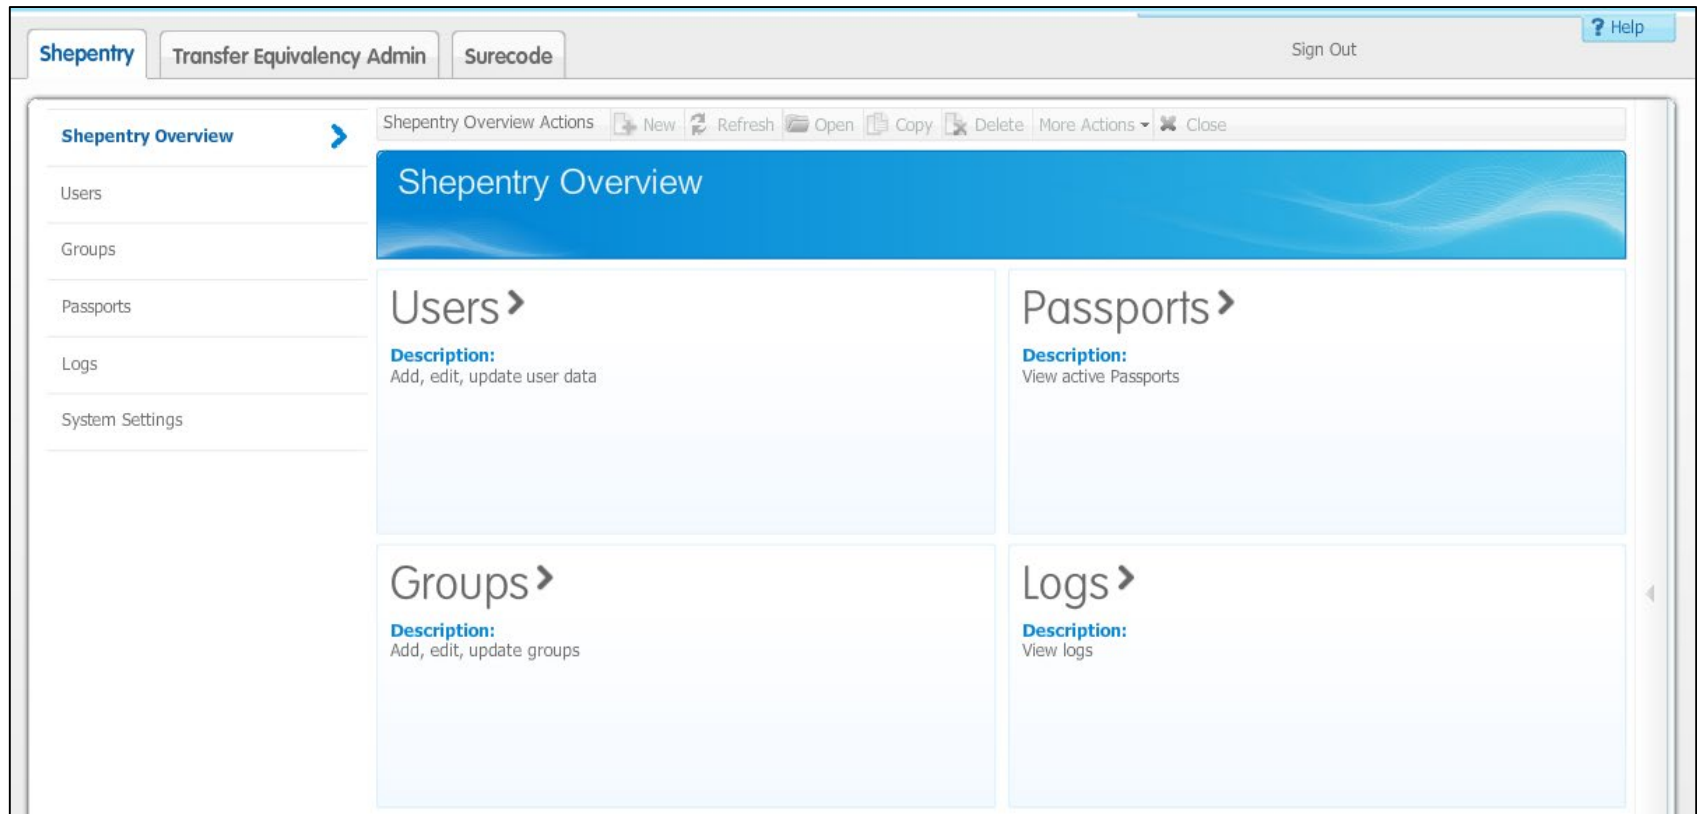 ? Help
Shepentry Transfer Equivalency Admin Surecode Sign Out
Shepentry Overview
Users
Groups
Passports
Logs
System Settings
Shepentry Overview Actions New Refresh Open Copy Delete More Actions Close
Shepentry Overview
Users
Description:
Add, edit, update user data
Passports
Description:
View active Passports
Groups
Description:
Add, edit, update groups
Logs
Description:
View logs